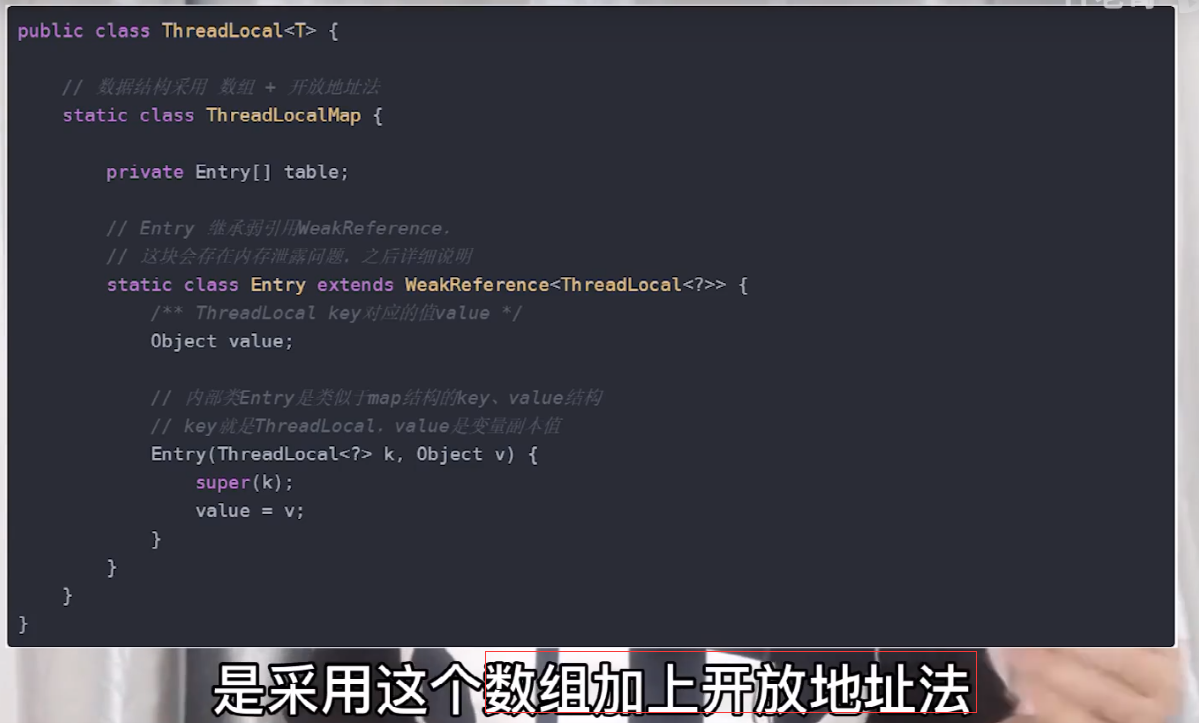 public class ThreadLocal<T> {
// 数据结构采用 数组 + 开放地址法
static class ThreadLocalMap {
private Entry[] table;
// Entry 继承弱引用WeakReference,
// 这块会存在内存泄露问题, 之后详细说明
static class Entry extends WeakReference<ThreadLocal<?>> {
/** ThreadLocal key对应的值value */
Object value;
// 内部类Entry是类似于map结构的key、value结构
// key就是ThreadLocal, value是变量副本值
Entry(ThreadLocal<?> k, Object v) {
super(k);
value = v;
}
}
}
}
是采用这个数组加上开放地址法